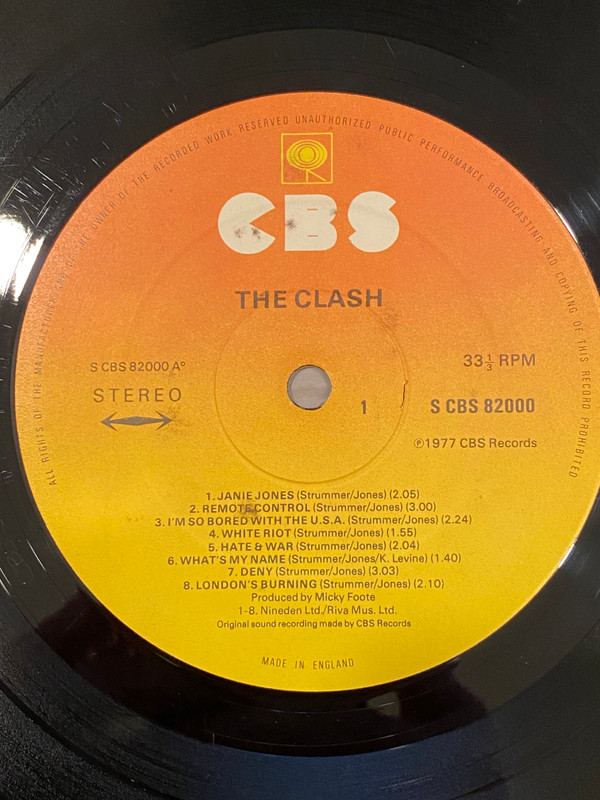 ALL RIGHTS OF THE MANUFACTURER AND OF THE OWNER OF THE RECORDED WORK RESERVED UNAUTHORIZED PUBLIC PERFORMANCE BROADCASTING AND COPYING OF THIS RECORD PROHIBITED
CBS
THE CLASH
S CBS 82000 A°
STEREO
33⅓ RPM
1
S CBS 82000
℗1977 CBS Records
1. JANIE JONES (Strummer/Jones) (2.05)
2. REMOTE CONTROL (Strummer/Jones) (3.00)
3. I'M SO BORED WITH THE U.S.A. (Strummer/Jones) (2.24)
4. WHITE RIOT (Strummer/Jones) (1.55)
5. HATE & WAR (Strummer/Jones) (2.04)
6. WHAT'S MY NAME (Strummer/Jones/K. Levine) (1.40)
7. DENY (Strummer/Jones) (3.03)
8. LONDON'S BURNING (Strummer/Jones) (2.10)
Produced by Micky Foote
1-8. Nineden Ltd./Riva Mus. Ltd.
Original sound recording made by CBS Records
MADE IN ENGLAND